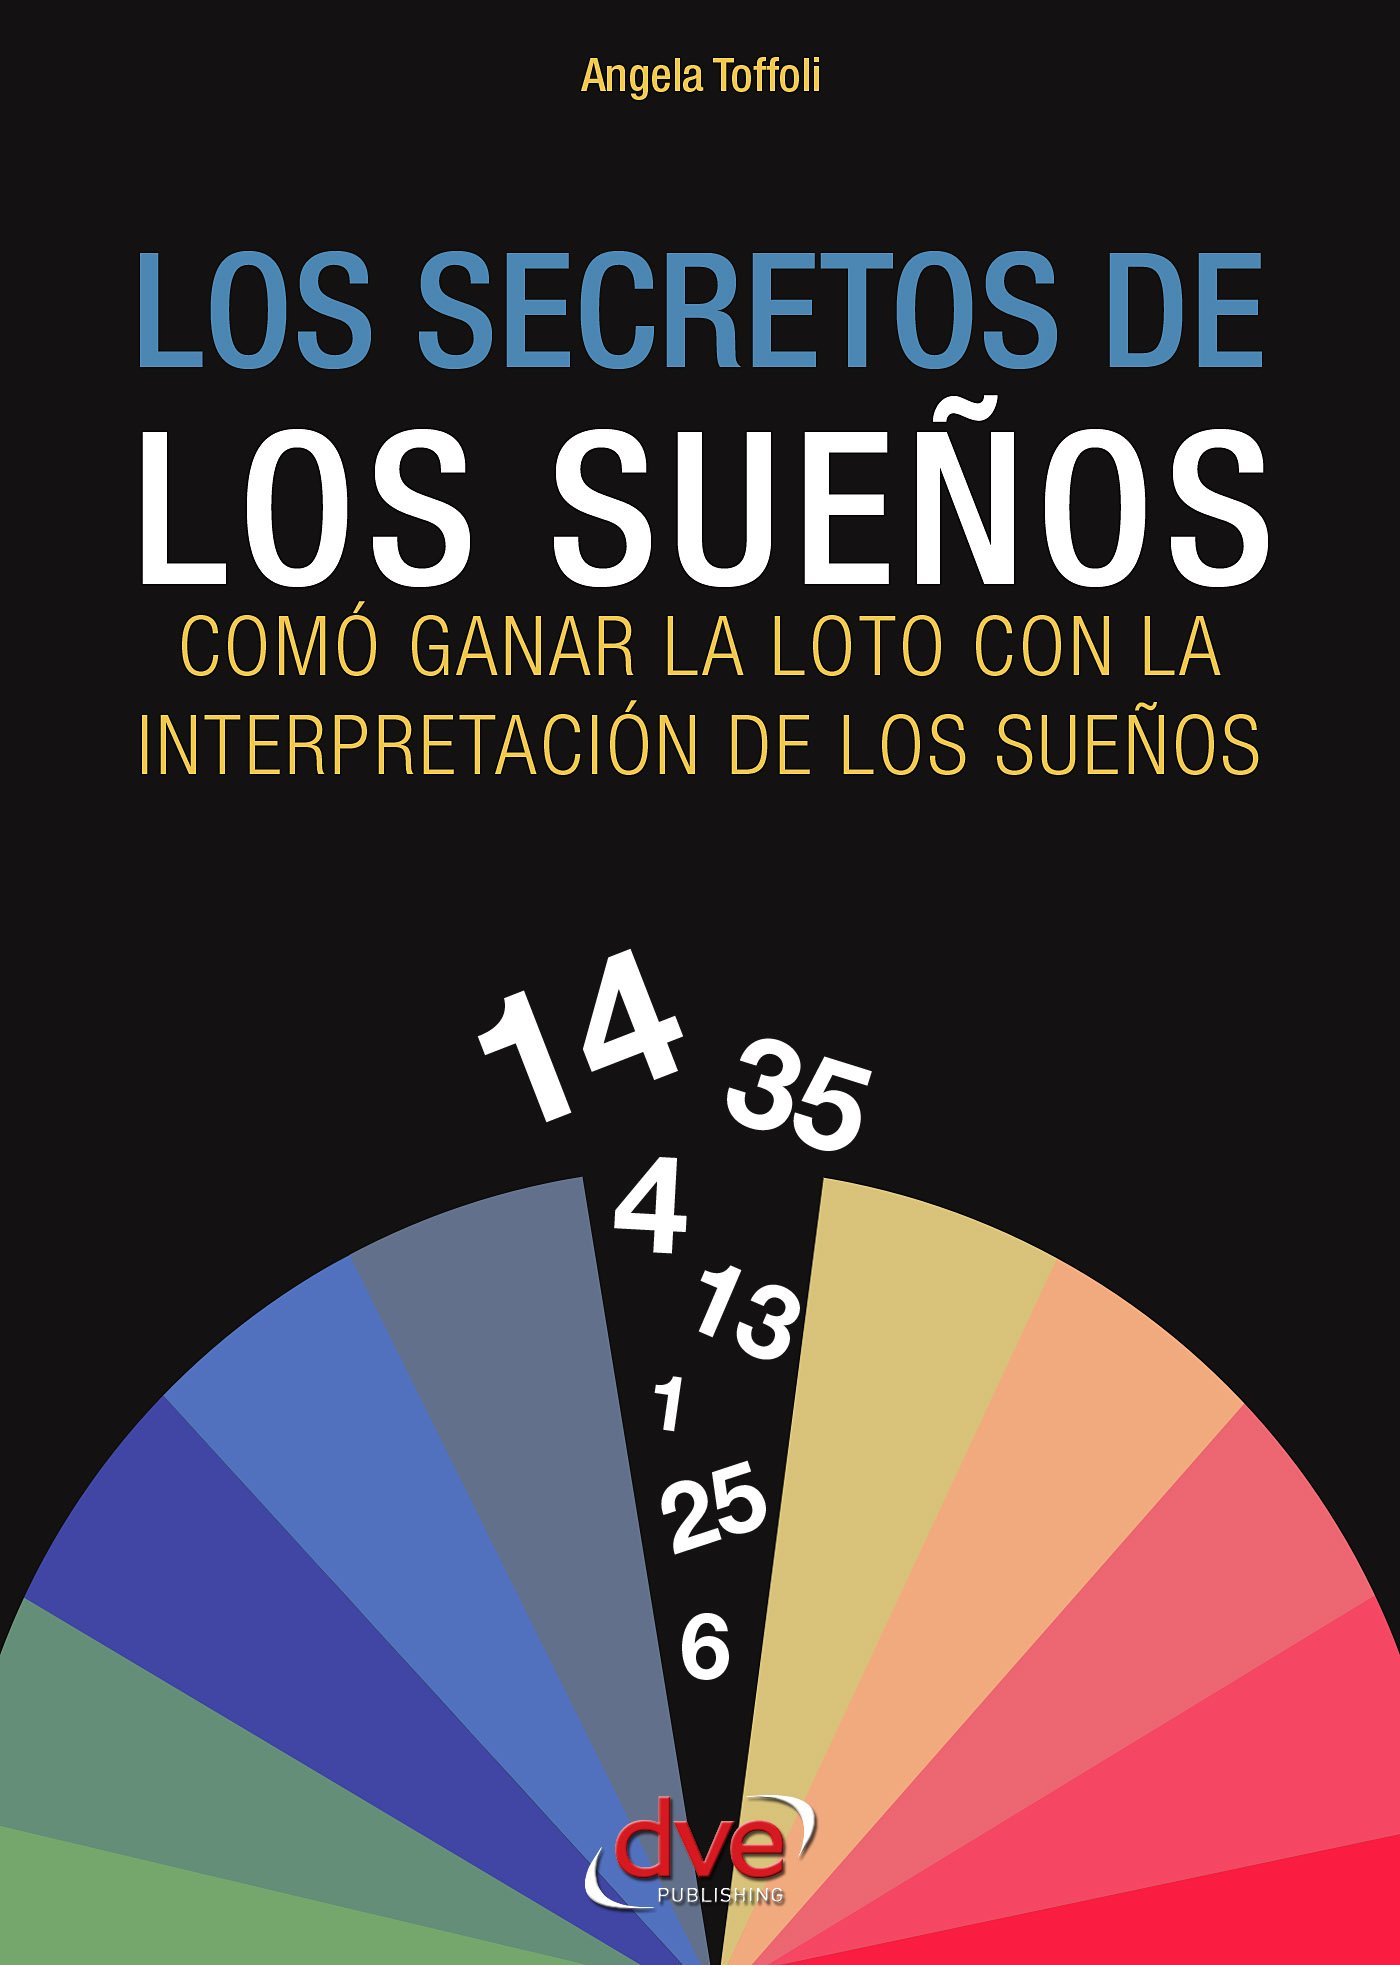 Angela Toffoli
LOS SECRETOS DE
LOS SUEÑOS
COMÓ GANAR LA LOTO CON LA
INTERPRETACIÓN DE LOS SUEÑOS
14
35
4
13
1
25
6
dve
PUBLISHING